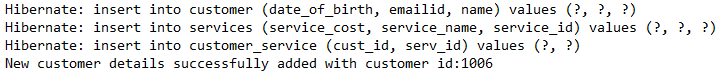 Hibernate: insert into customer (date_of_birth, emailid, name) values (?, ?, ?)
Hibernate: insert into services (service_cost, service_name, service_id) values (?, ?, ?)
Hibernate: insert into customer_service (cust_id, serv_id) values (?, ?)
New customer details successfully added with customer id:1006